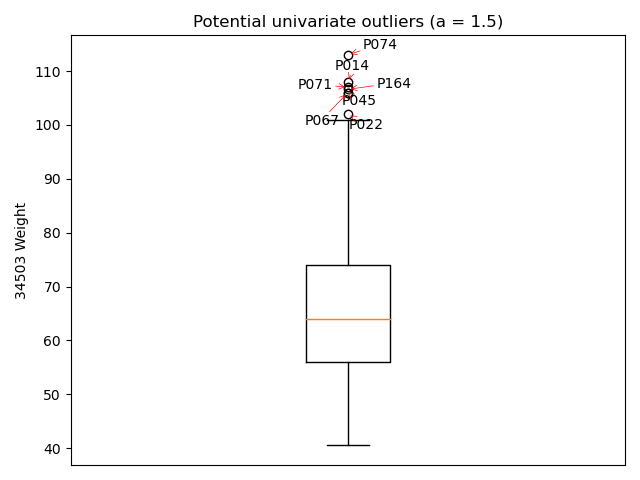 Potential univariate outliers (a = 1.5)
P074
P014
P071
P164
P045
P067
P022
110
100
90
80
70
60
50
40
34503 Weight